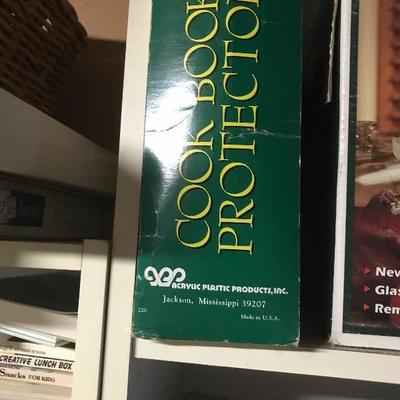 COOK BOOK
PROTECTOR
ACRYLIC PLASTIC PRODUCTS, INC.
Jackson, Mississippi 39207
220
Made in U.S.A.
New
Glas
Rem
CREATIVE LUNCH BOX
Snacks FOR KIDS